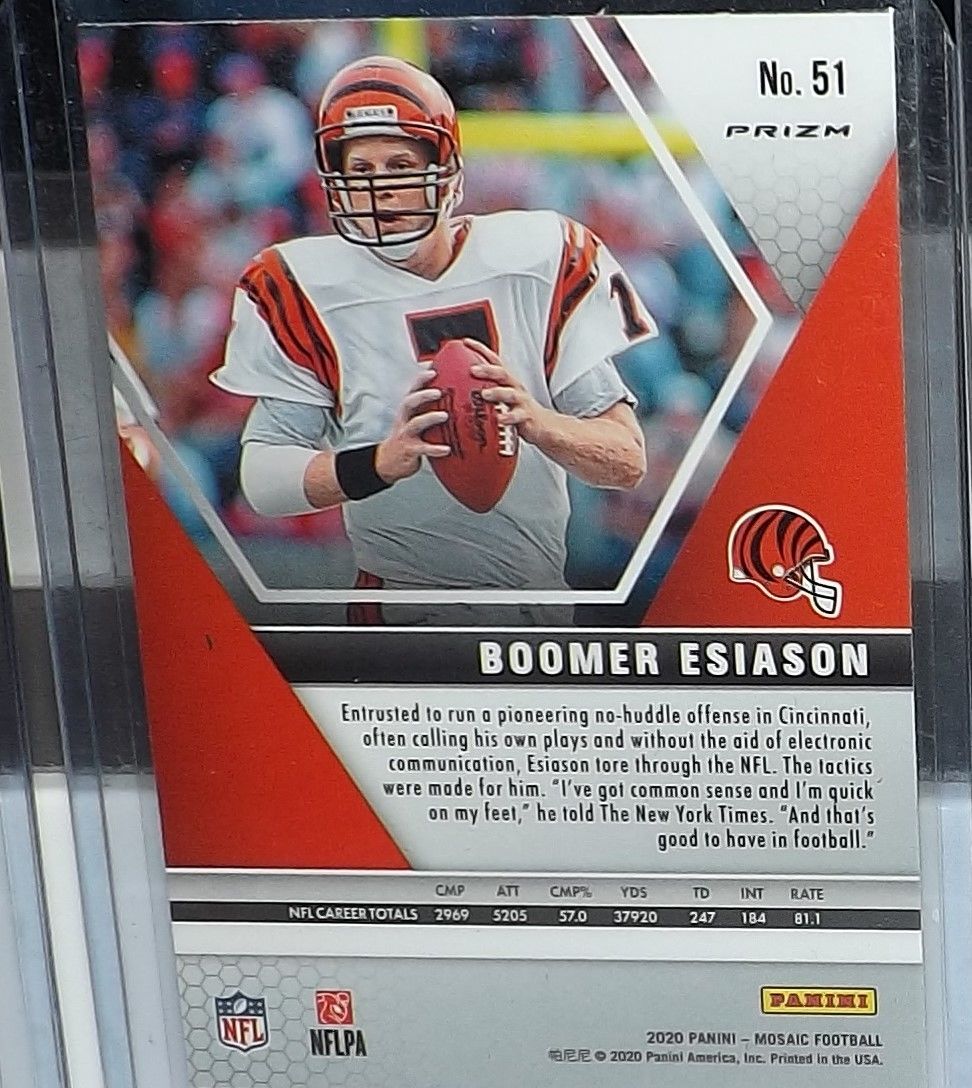 No. 51
PRIZM
7
Wilson
BOOMER ESIASON
Entrusted to run a pioneering no-huddle offense in Cincinnati,
often calling his own plays and without the aid of electronic
communication, Esiason tore through the NFL. The tactics
were made for him. "I've got common sense and I'm quick
on my feet," he told The New York Times. "And that's
good to have in football."
CMP ATT CMP% YDS TD INT RATE
NFL CAREER TOTALS 2969 5205 57.0 37920 247 184 81.1
NFL
NFLPA
PANINI
2020 PANINI – MOSAIC FOOTBALL
帕尼尼 © 2020 Panini America, Inc. Printed in the USA.